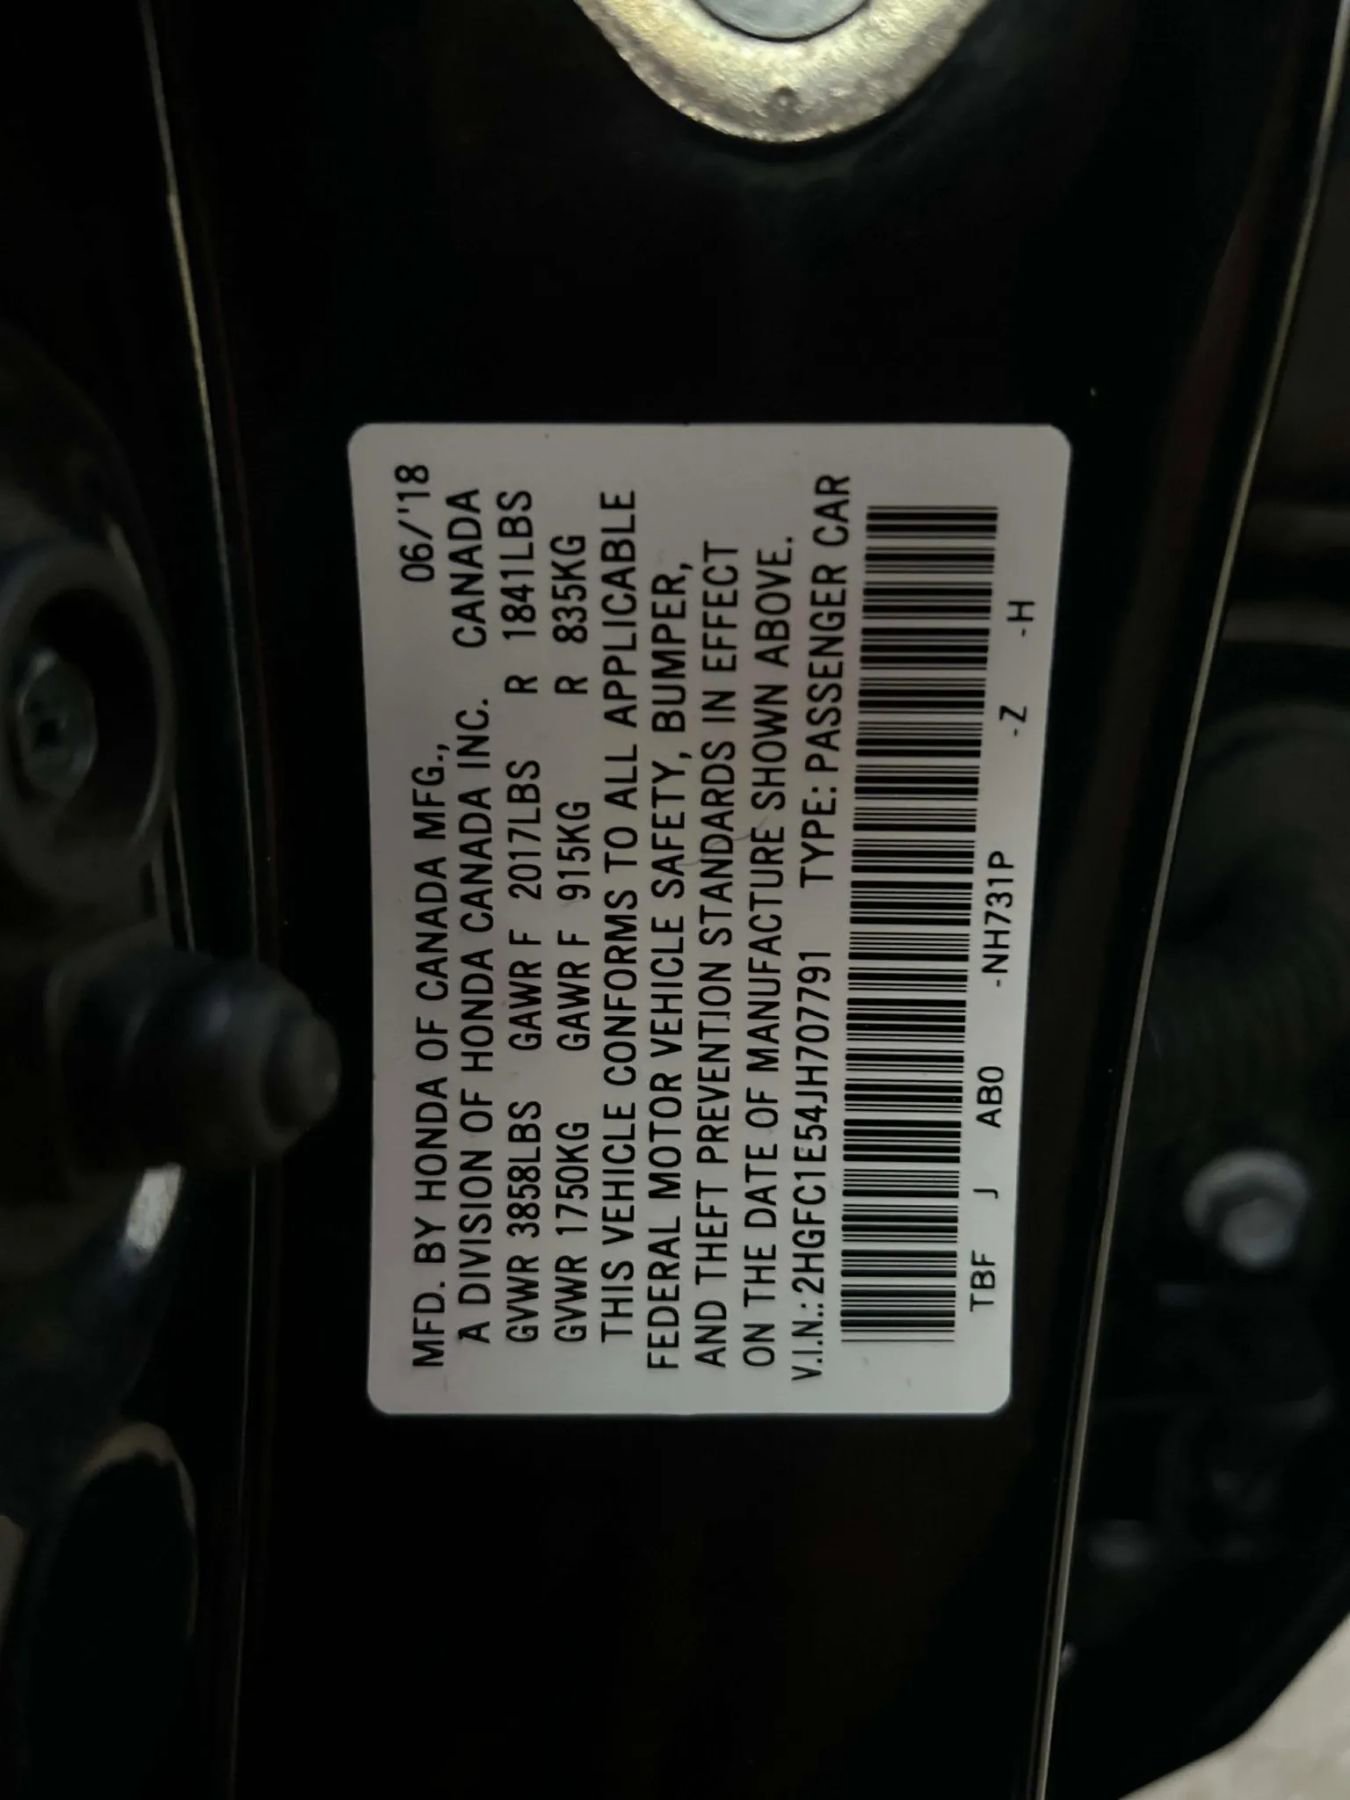 06/'18
MFD. BY HONDA OF CANADA MFG.,
A DIVISION OF HONDA CANADA INC. CANADA
GVWR 3858LBS GAWR F 2017LBS R 1841LBS
GVWR 1750KG GAWR F 915KG R 835KG
THIS VEHICLE CONFORMS TO ALL APPLICABLE
FEDERAL MOTOR VEHICLE SAFETY, BUMPER,
AND THEFT PREVENTION STANDARDS IN EFFECT
ON THE DATE OF MANUFACTURE SHOWN ABOVE.
V.I.N.: 2HGFC1E54JH707791 TYPE: PASSENGER CAR
TBF J AB0 -NH731P -Z -H